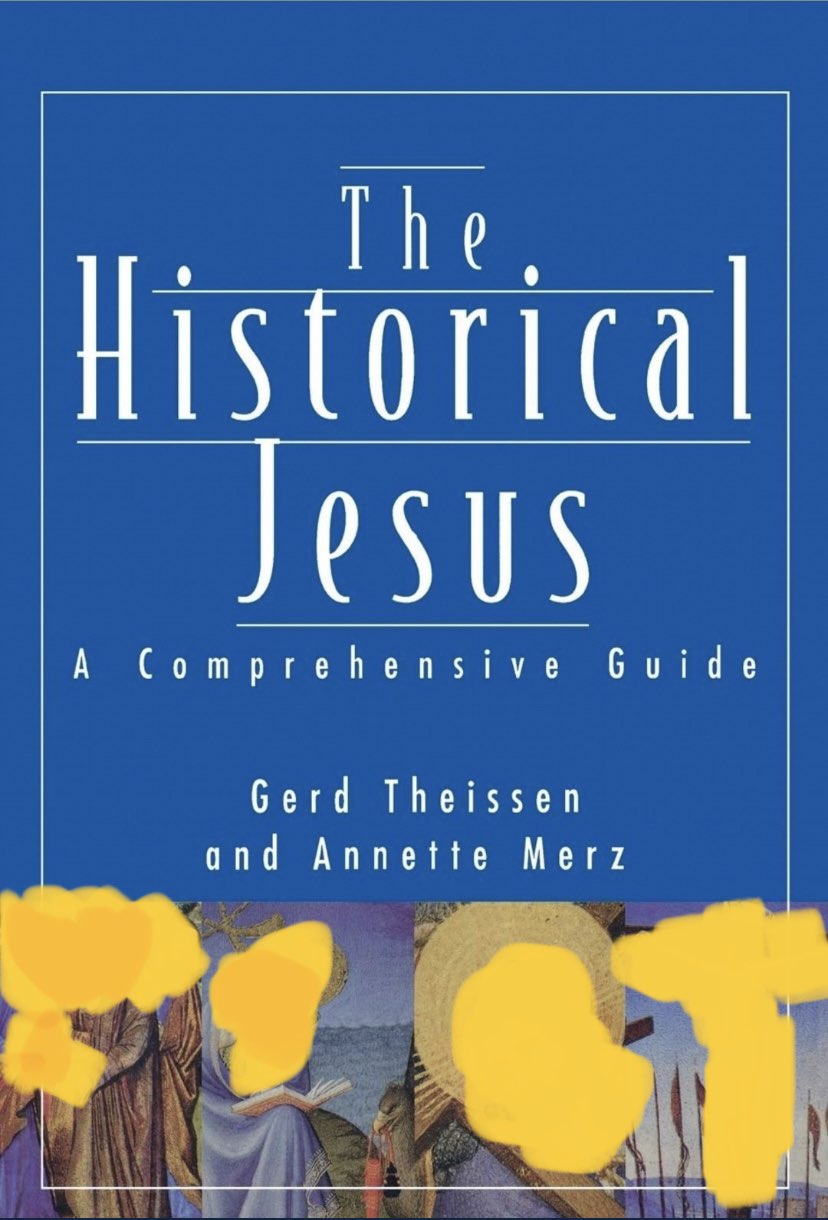 The
Historical
Jesus
A Comprehensive Guide
Gerd Theissen
and Annette Merz